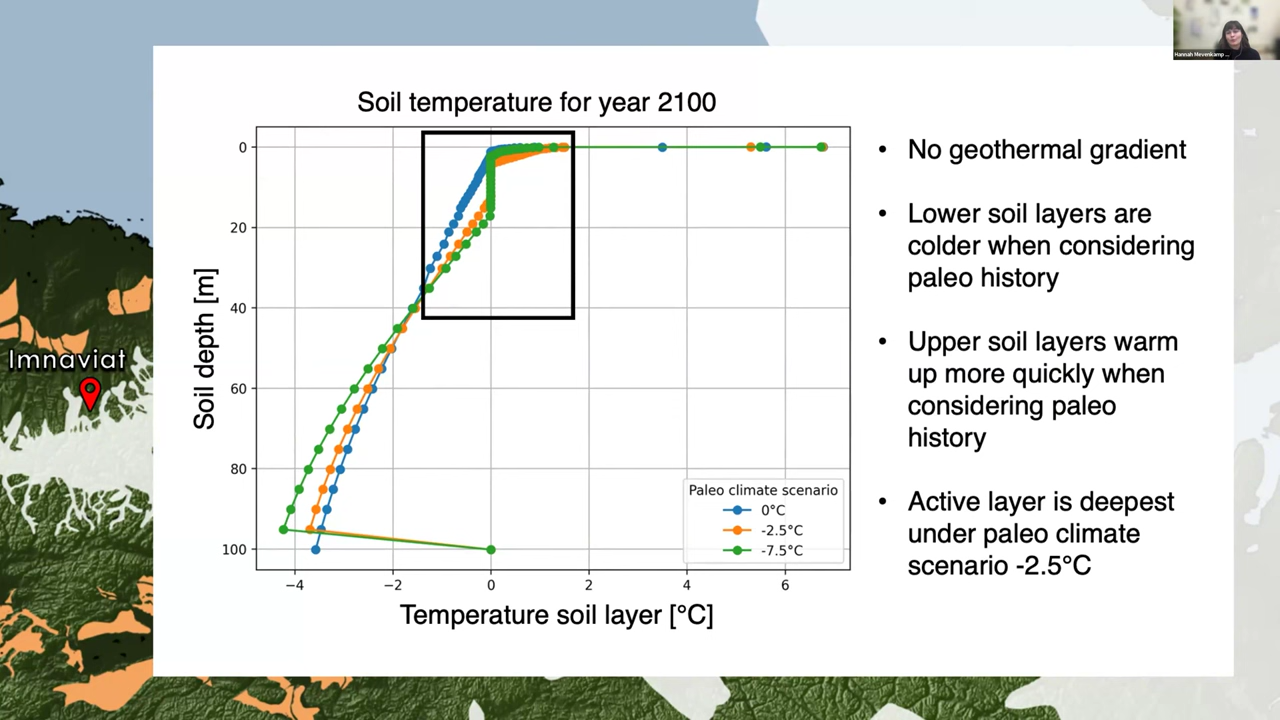 Hannah Mevenkamp ...
Soil temperature for year 2100
0
20
40
60
80
100
Soil depth [m]
−4
−2
0
2
4
6
Temperature soil layer [°C]
Paleo climate scenario
0°C
-2.5°C
-7.5°C
Imnaviat
• No geothermal gradient
• Lower soil layers are
colder when considering
paleo history
• Upper soil layers warm
up more quickly when
considering paleo
history
• Active layer is deepest
under paleo climate
scenario -2.5°C